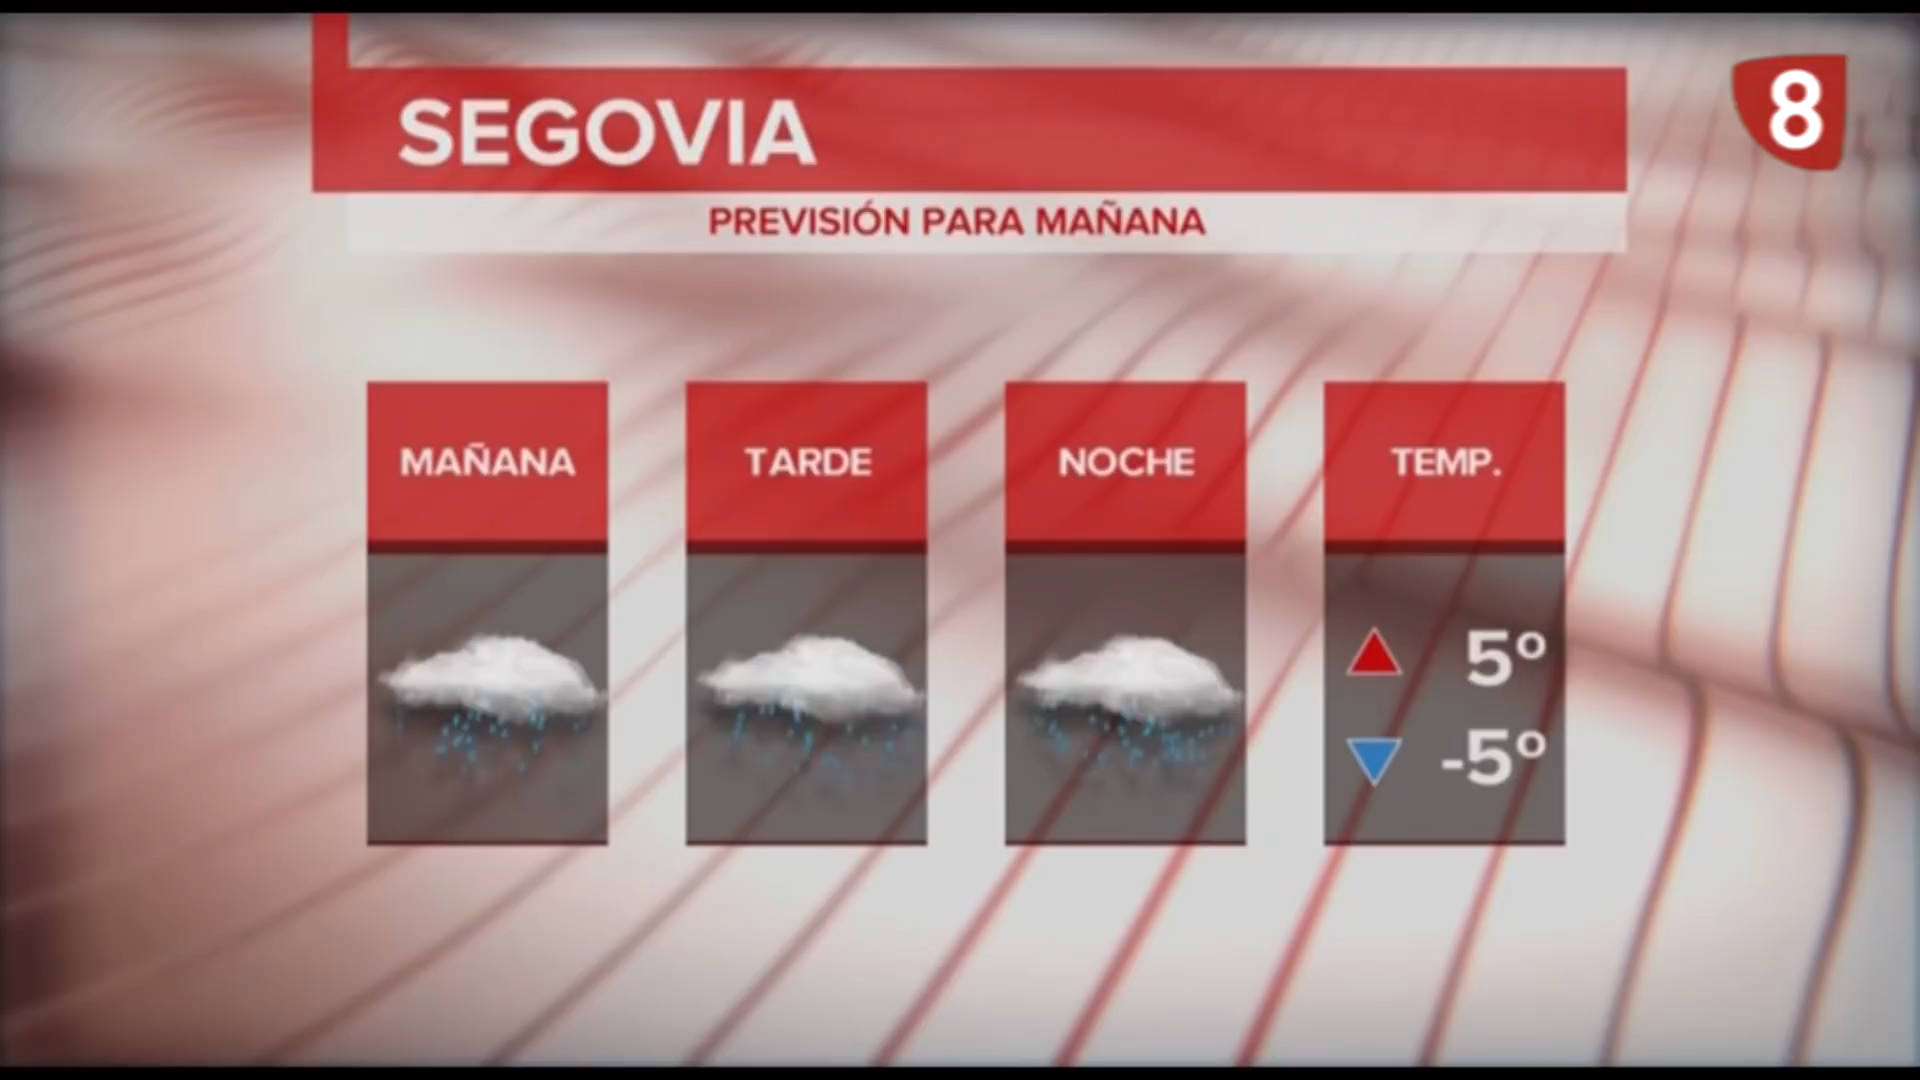 8
SEGOVIA
PREVISIÓN PARA MAÑANA
MAÑANA
TARDE
NOCHE
TEMP.
5º
-5º